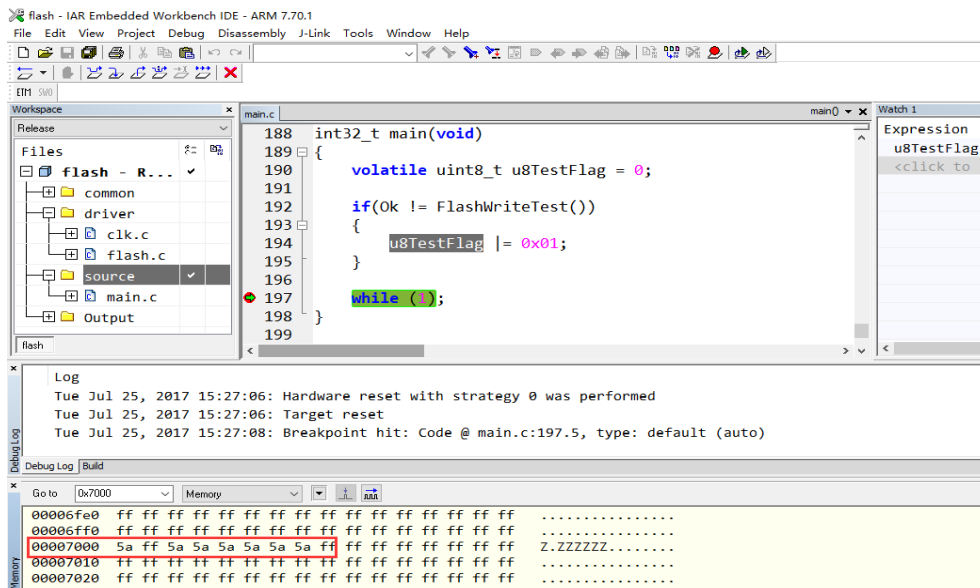 flash - IAR Embedded Workbench IDE - ARM 7.70.1
File Edit View Project Debug Disassembly J-Link Tools Window Help
ETM SWO
Workspace
Release
Files
flash - R...
common
driver
clk.c
flash.c
source
main.c
Output
flash
main.c
main()
188 int32_t main(void)
189 {
190 volatile uint8_t u8TestFlag = 0;
191
192 if(Ok != FlashWriteTest())
193 {
194 u8TestFlag |= 0x01;
195 }
196
197 while (1);
198 }
199
Watch 1
Expression
u8TestFlag
<click to
Log
Tue Jul 25, 2017 15:27:06: Hardware reset with strategy 0 was performed
Tue Jul 25, 2017 15:27:06: Target reset
Tue Jul 25, 2017 15:27:08: Breakpoint hit: Code @ main.c:197.5, type: default (auto)
Debug Log
Debug Log Build
Go to 0x7000 Memory
00006fe0 ff ff ff ff ff ff ff ff ff ff ff ff ff ff ff ff ................
00006ff0 ff ff ff ff ff ff ff ff ff ff ff ff ff ff ff ff ................
00007000 5a ff 5a 5a 5a 5a 5a 5a ff ff ff ff ff ff ff ff Z.ZZZZZZ........
00007010 ff ff ff ff ff ff ff ff ff ff ff ff ff ff ff ff ................
00007020 ff ff ff ff ff ff ff ff ff ff ff ff ff ff ff ff ................
Memory